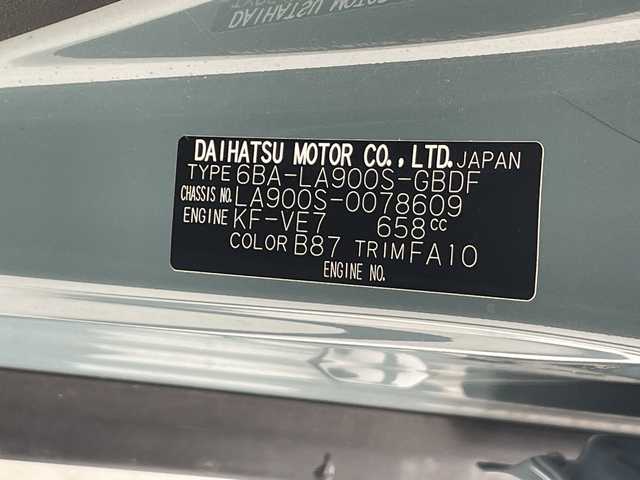 DAIHATSU MOTOR CO., LTD. JAPAN
TYPE 6BA-LA900S-GBDF
CHASSIS NO. LA900S-0078609
ENGINE KF-VE7 658cc
COLOR B87 TRIM FA10
ENGINE NO.